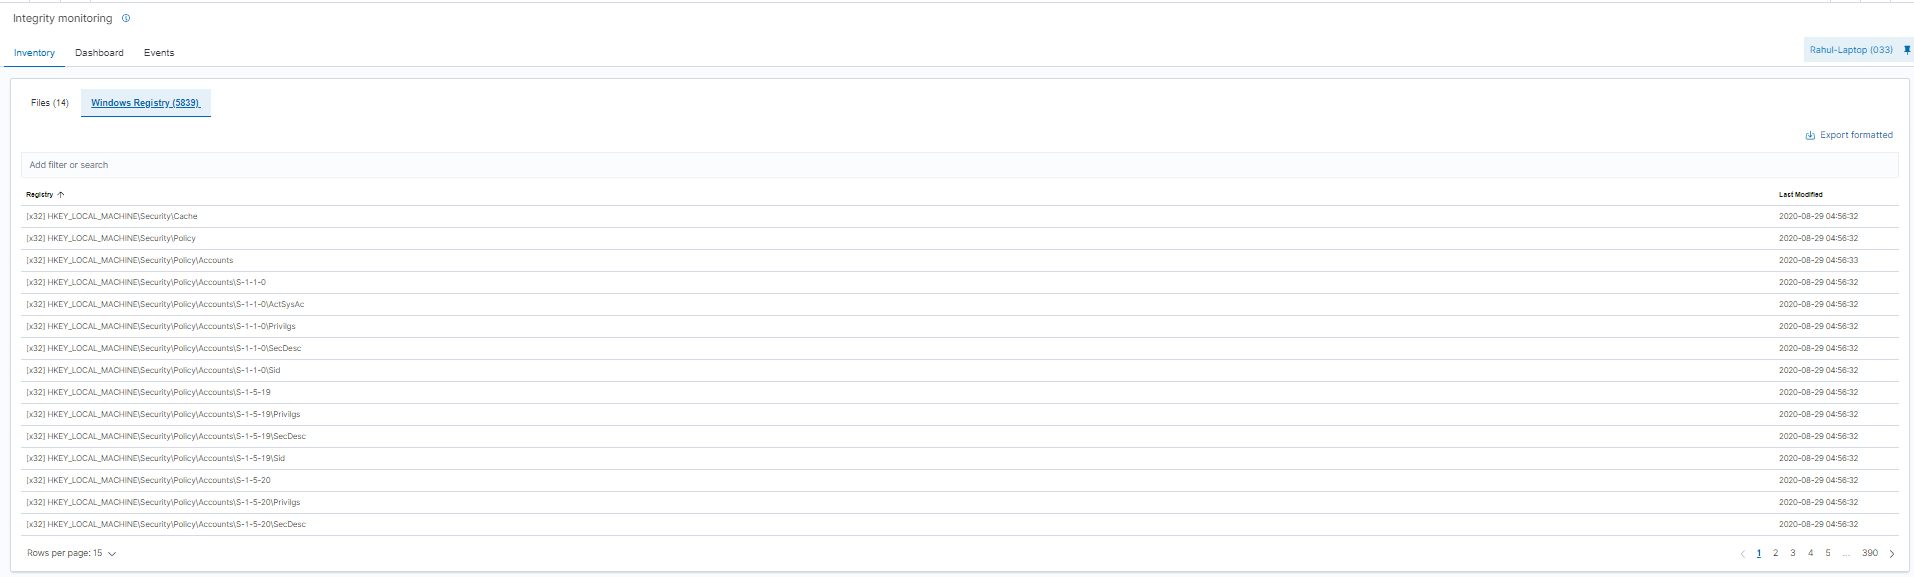 Integrity monitoring
Inventory Dashboard Events Rahul-Laptop (033)
Files (14) Windows Registry (5839)
Export formatted
Add filter or search
Registry Last Modified
[x32] HKEY_LOCAL_MACHINE\Security\Cache 2020-08-29 04:56:32
[x32] HKEY_LOCAL_MACHINE\Security\Policy 2020-08-29 04:56:32
[x32] HKEY_LOCAL_MACHINE\Security\Policy\Accounts 2020-08-29 04:56:33
[x32] HKEY_LOCAL_MACHINE\Security\Policy\Accounts\S-1-1-0 2020-08-29 04:56:32
[x32] HKEY_LOCAL_MACHINE\Security\Policy\Accounts\S-1-1-0\ActSysAc 2020-08-29 04:56:32
[x32] HKEY_LOCAL_MACHINE\Security\Policy\Accounts\S-1-1-0\Privilgs 2020-08-29 04:56:32
[x32] HKEY_LOCAL_MACHINE\Security\Policy\Accounts\S-1-1-0\SecDesc 2020-08-29 04:56:32
[x32] HKEY_LOCAL_MACHINE\Security\Policy\Accounts\S-1-1-0\Sid 2020-08-29 04:56:32
[x32] HKEY_LOCAL_MACHINE\Security\Policy\Accounts\S-1-5-19 2020-08-29 04:56:32
[x32] HKEY_LOCAL_MACHINE\Security\Policy\Accounts\S-1-5-19\Privilgs 2020-08-29 04:56:32
[x32] HKEY_LOCAL_MACHINE\Security\Policy\Accounts\S-1-5-19\SecDesc 2020-08-29 04:56:32
[x32] HKEY_LOCAL_MACHINE\Security\Policy\Accounts\S-1-5-19\Sid 2020-08-29 04:56:32
[x32] HKEY_LOCAL_MACHINE\Security\Policy\Accounts\S-1-5-20 2020-08-29 04:56:32
[x32] HKEY_LOCAL_MACHINE\Security\Policy\Accounts\S-1-5-20\Privilgs 2020-08-29 04:56:32
[x32] HKEY_LOCAL_MACHINE\Security\Policy\Accounts\S-1-5-20\SecDesc 2020-08-29 04:56:32
Rows per page: 15 1 2 3 4 5 ... 390